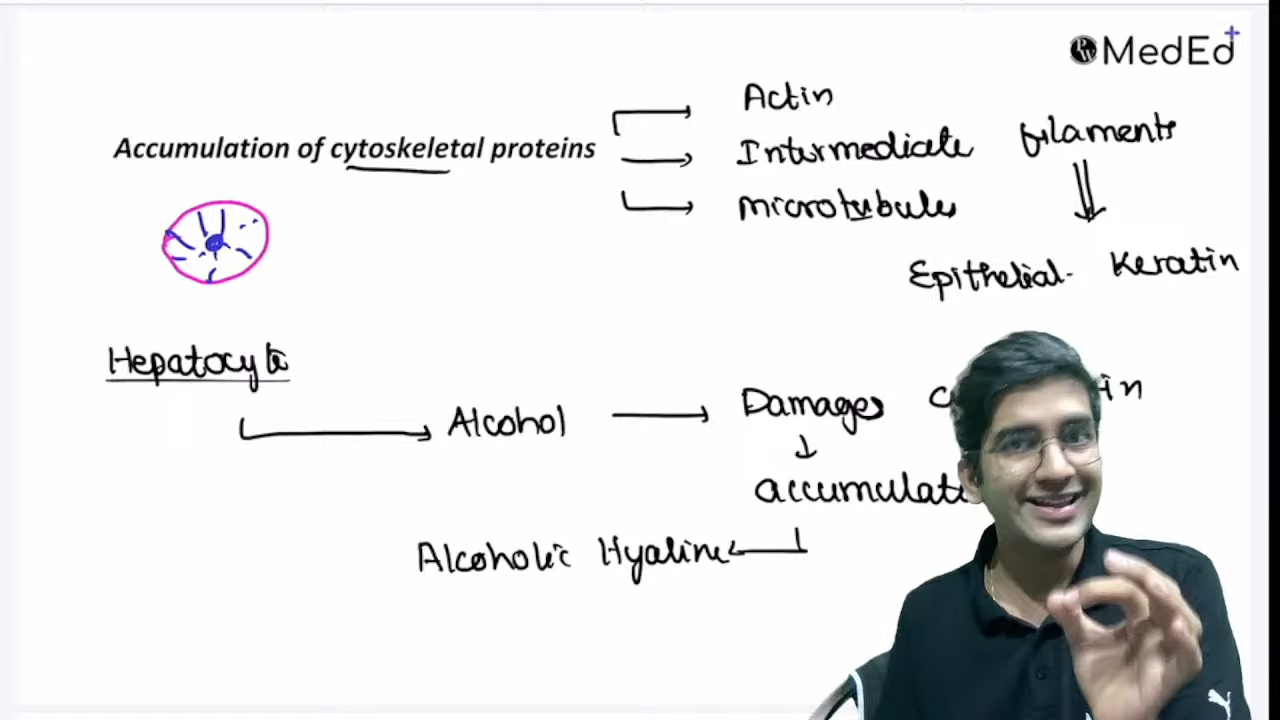 MedEd
Actin
Accumulation of cytoskeletal proteins
Intermediate filaments
Microtubules
Epithelial - Keratin
Hepatocyte
Alcohol
Damages
accumulat
Alcoholic Hyaline